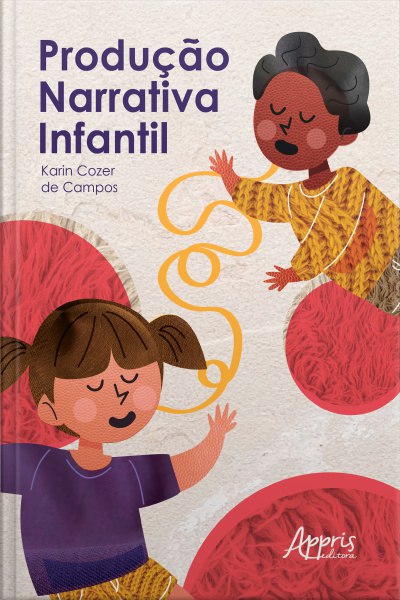 Produção
Narrativa
Infantil
Karin Cozer
de Campos
Appris
editora